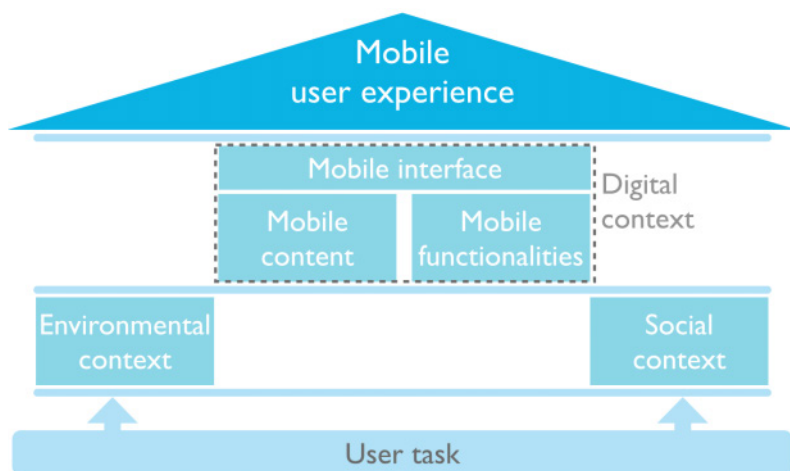 Mobile
user experience
Mobile interface
Digital
context
Mobile
content
Mobile
functionalities
Environmental
context
Social
context
User task